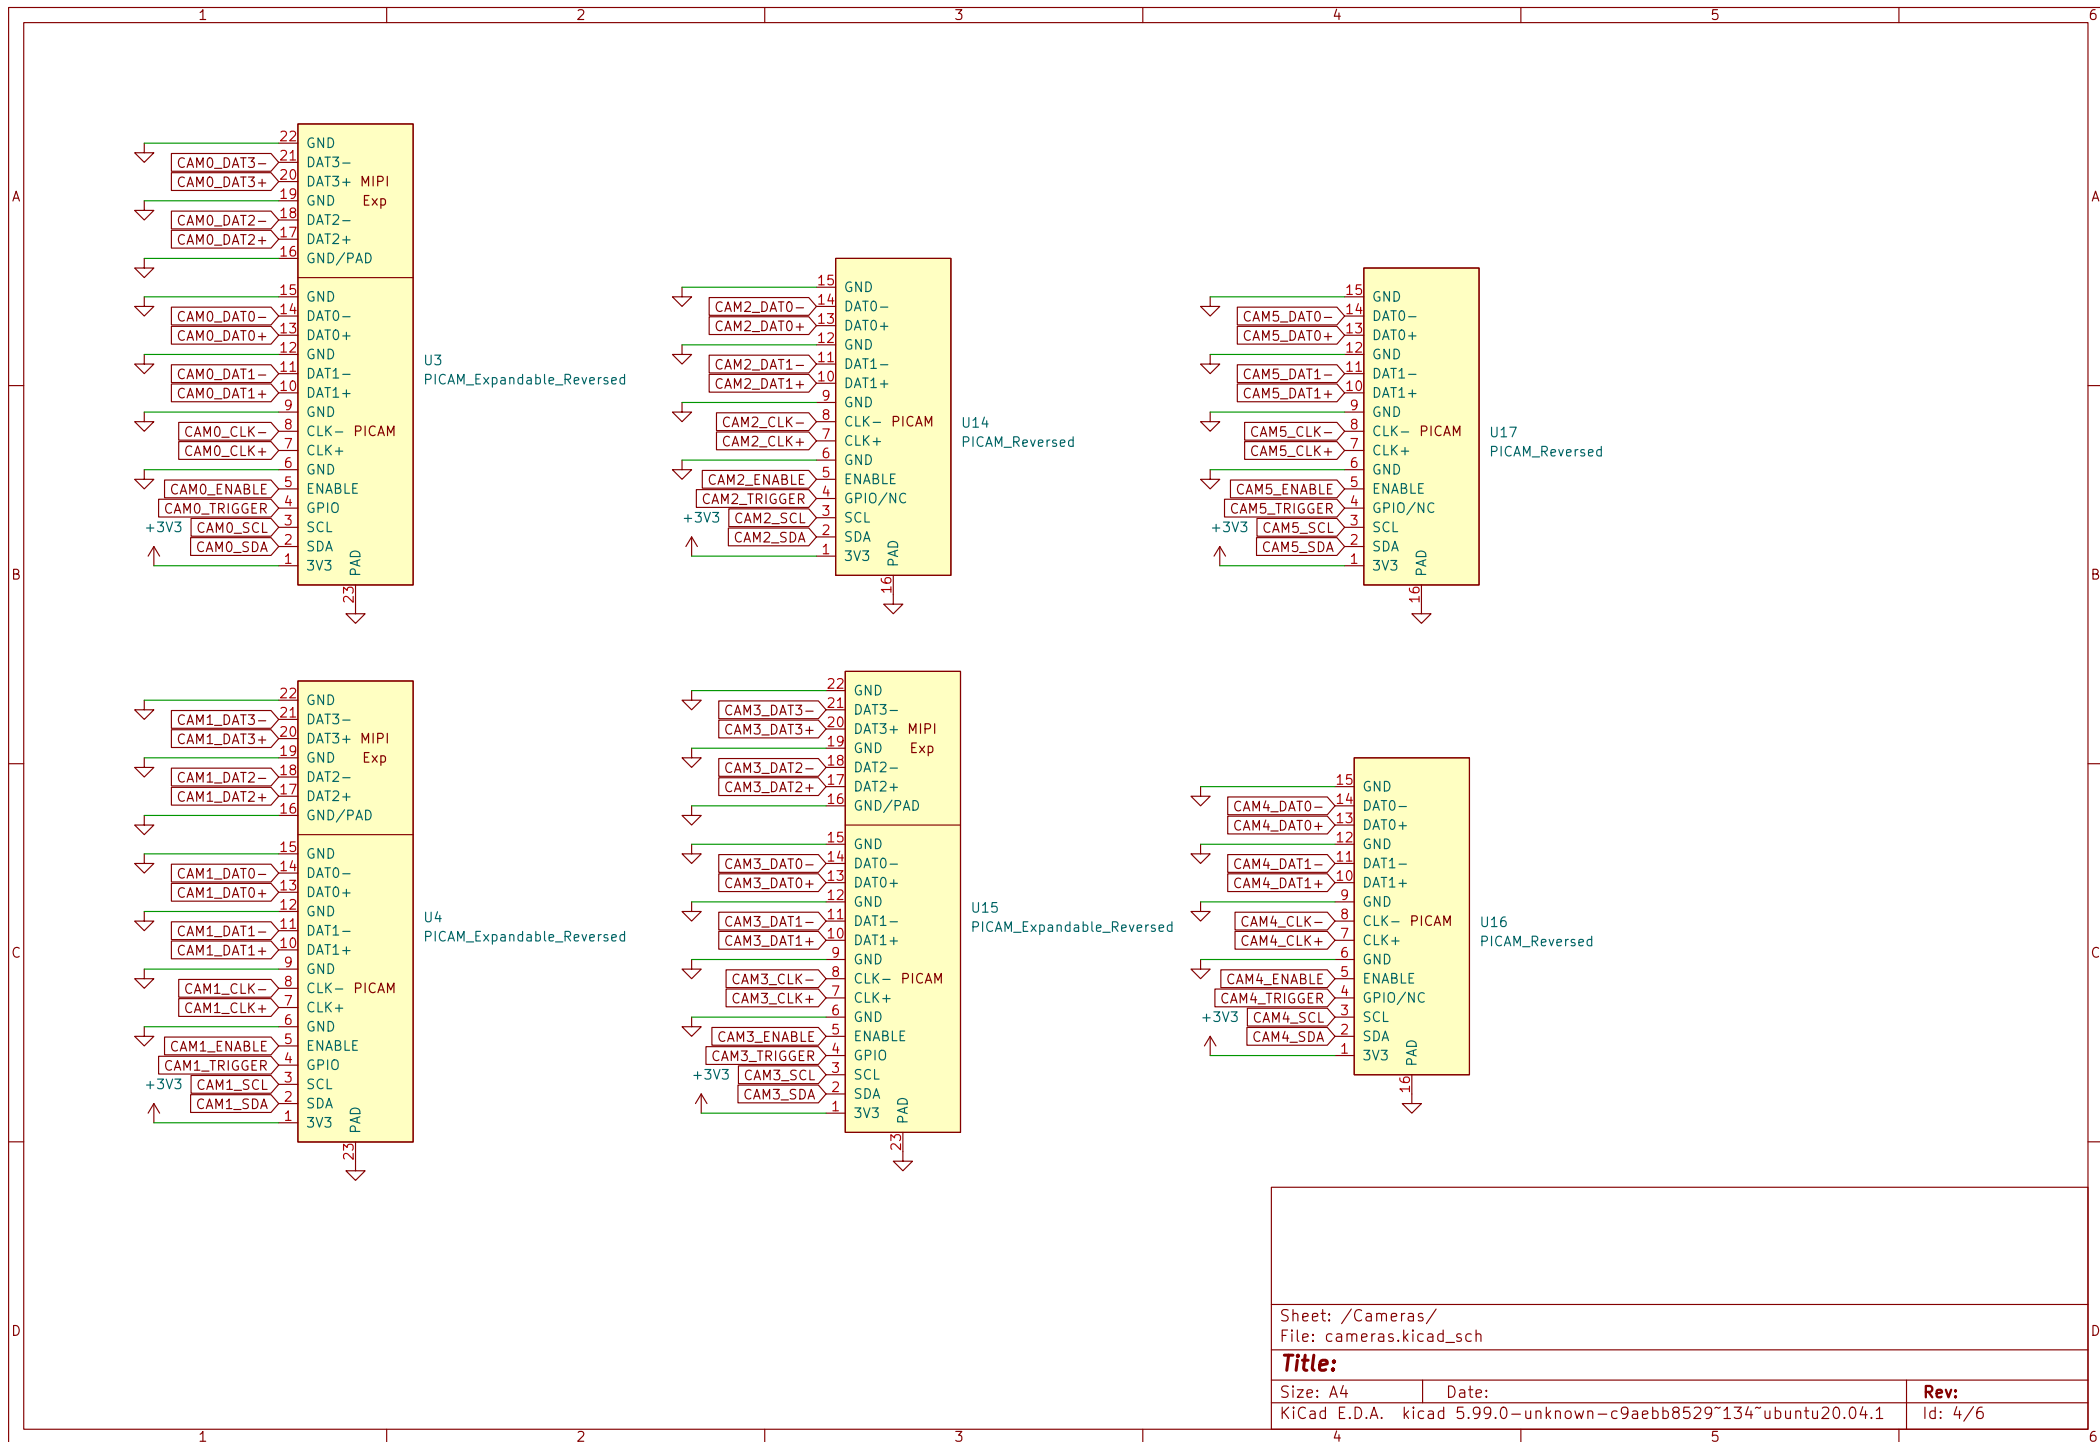 1 2 3 4 5 6
A A
B B
C C
D D
22 GND
CAM0_DAT3- 21 DAT3-
CAM0_DAT3+ 20 DAT3+ MIPI
19 GND Exp
CAM0_DAT2- 18 DAT2-
CAM0_DAT2+ 17 DAT2+
16 GND/PAD
15 GND
CAM0_DAT0- 14 DAT0-
CAM0_DAT0+ 13 DAT0+
12 GND
CAM0_DAT1- 11 DAT1-
CAM0_DAT1+ 10 DAT1+
9 GND
CAM0_CLK- 8 CLK- PICAM
CAM0_CLK+ 7 CLK+
6 GND
CAM0_ENABLE 5 ENABLE
CAM0_TRIGGER 4 GPIO
+3V3 CAM0_SCL 3 SCL
CAM0_SDA 2 SDA
1 3V3 PAD
23
U3
PICAM_Expandable_Reversed
15 GND
CAM2_DAT0- 14 DAT0-
CAM2_DAT0+ 13 DAT0+
12 GND
CAM2_DAT1- 11 DAT1-
CAM2_DAT1+ 10 DAT1+
9 GND
CAM2_CLK- 8 CLK- PICAM
CAM2_CLK+ 7 CLK+
6 GND
CAM2_ENABLE 5 ENABLE
CAM2_TRIGGER 4 GPIO/NC
+3V3 CAM2_SCL 3 SCL
CAM2_SDA 2 SDA
1 3V3 PAD
16
U14
PICAM_Reversed
15 GND
CAM5_DAT0- 14 DAT0-
CAM5_DAT0+ 13 DAT0+
12 GND
CAM5_DAT1- 11 DAT1-
CAM5_DAT1+ 10 DAT1+
9 GND
CAM5_CLK- 8 CLK- PICAM
CAM5_CLK+ 7 CLK+
6 GND
CAM5_ENABLE 5 ENABLE
CAM5_TRIGGER 4 GPIO/NC
+3V3 CAM5_SCL 3 SCL
CAM5_SDA 2 SDA
1 3V3 PAD
16
U17
PICAM_Reversed
22 GND
CAM1_DAT3- 21 DAT3-
CAM1_DAT3+ 20 DAT3+ MIPI
19 GND Exp
CAM1_DAT2- 18 DAT2-
CAM1_DAT2+ 17 DAT2+
16 GND/PAD
15 GND
CAM1_DAT0- 14 DAT0-
CAM1_DAT0+ 13 DAT0+
12 GND
CAM1_DAT1- 11 DAT1-
CAM1_DAT1+ 10 DAT1+
9 GND
CAM1_CLK- 8 CLK- PICAM
CAM1_CLK+ 7 CLK+
6 GND
CAM1_ENABLE 5 ENABLE
CAM1_TRIGGER 4 GPIO
+3V3 CAM1_SCL 3 SCL
CAM1_SDA 2 SDA
1 3V3 PAD
23
U4
PICAM_Expandable_Reversed
22 GND
CAM3_DAT3- 21 DAT3-
CAM3_DAT3+ 20 DAT3+ MIPI
19 GND Exp
CAM3_DAT2- 18 DAT2-
CAM3_DAT2+ 17 DAT2+
16 GND/PAD
15 GND
CAM3_DAT0- 14 DAT0-
CAM3_DAT0+ 13 DAT0+
12 GND
CAM3_DAT1- 11 DAT1-
CAM3_DAT1+ 10 DAT1+
9 GND
CAM3_CLK- 8 CLK- PICAM
CAM3_CLK+ 7 CLK+
6 GND
CAM3_ENABLE 5 ENABLE
CAM3_TRIGGER 4 GPIO
+3V3 CAM3_SCL 3 SCL
CAM3_SDA 2 SDA
1 3V3 PAD
23
U15
PICAM_Expandable_Reversed
15 GND
CAM4_DAT0- 14 DAT0-
CAM4_DAT0+ 13 DAT0+
12 GND
CAM4_DAT1- 11 DAT1-
CAM4_DAT1+ 10 DAT1+
9 GND
CAM4_CLK- 8 CLK- PICAM
CAM4_CLK+ 7 CLK+
6 GND
CAM4_ENABLE 5 ENABLE
CAM4_TRIGGER 4 GPIO/NC
+3V3 CAM4_SCL 3 SCL
CAM4_SDA 2 SDA
1 3V3 PAD
16
U16
PICAM_Reversed
Sheet: /Cameras/
File: cameras.kicad_sch
Title:
Size: A4 Date: Rev:
KiCad E.D.A. kicad 5.99.0-unknown-c9aebb8529~134~ubuntu20.04.1 Id: 4/6
1 2 3 4 5 6